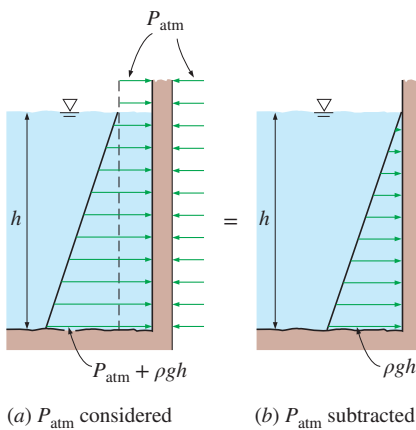 P_atm
h
=
h
P_atm + ρgh
ρgh
(a) P_atm considered
(b) P_atm subtracted